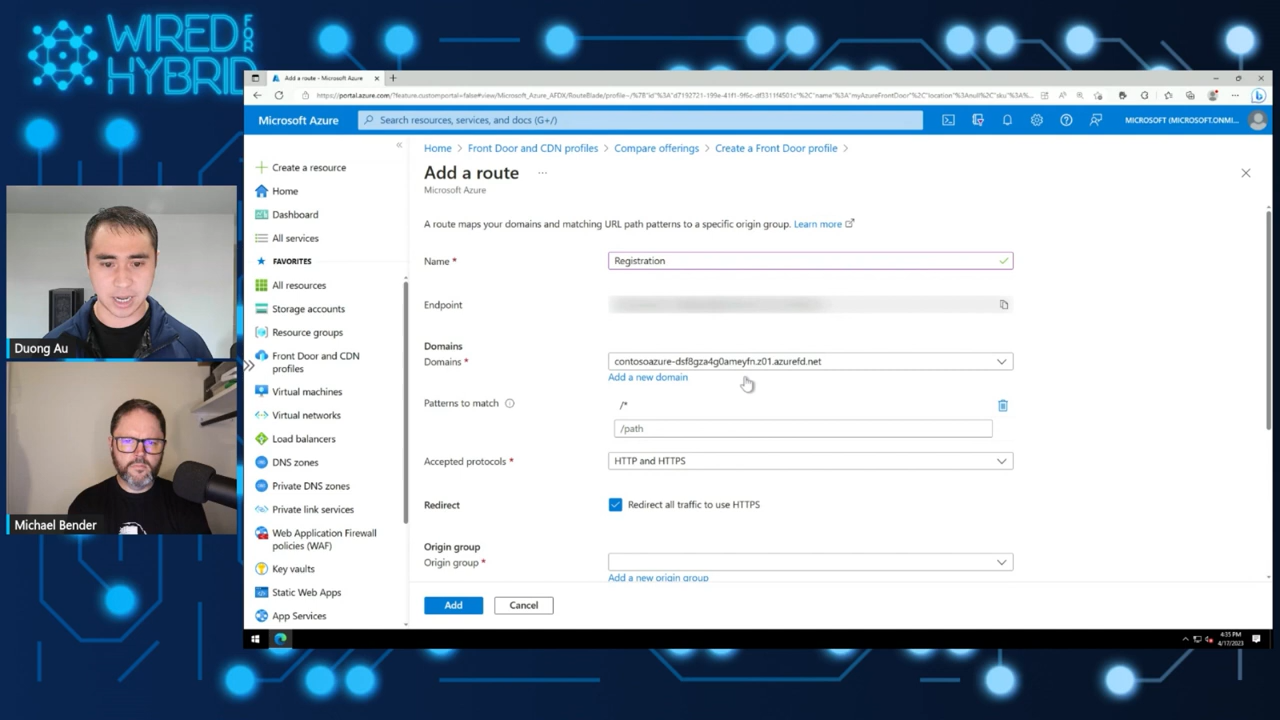 WIRED FOR
HYBRID
Add a route - Microsoft Azure
Microsoft Azure
Search resources, services, and docs (G+/)
MICROSOFT (MICROSOFT.ONMI...
Create a resource
Home
Dashboard
All services
FAVORITES
All resources
Storage accounts
Resource groups
Front Door and CDN
profiles
Virtual machines
Virtual networks
Load balancers
DNS zones
Private DNS zones
Private link services
Web Application Firewall
policies (WAF)
Key vaults
Static Web Apps
App Services
Home > Front Door and CDN profiles > Compare offerings > Create a Front Door profile >
Add a route ...
Microsoft Azure
A route maps your domains and matching URL path patterns to a specific origin group. Learn more
Name * Registration
Endpoint
Domains
Domains * contosoazure-dsf8gza4g0ameyfn.z01.azurefd.net
Add a new domain
Patterns to match /*
/path
Accepted protocols * HTTP and HTTPS
Redirect Redirect all traffic to use HTTPS
Origin group
Origin group *
Add a new origin group
Add Cancel
4:35 PM
4/17/2023
Duong Au
Michael Bender